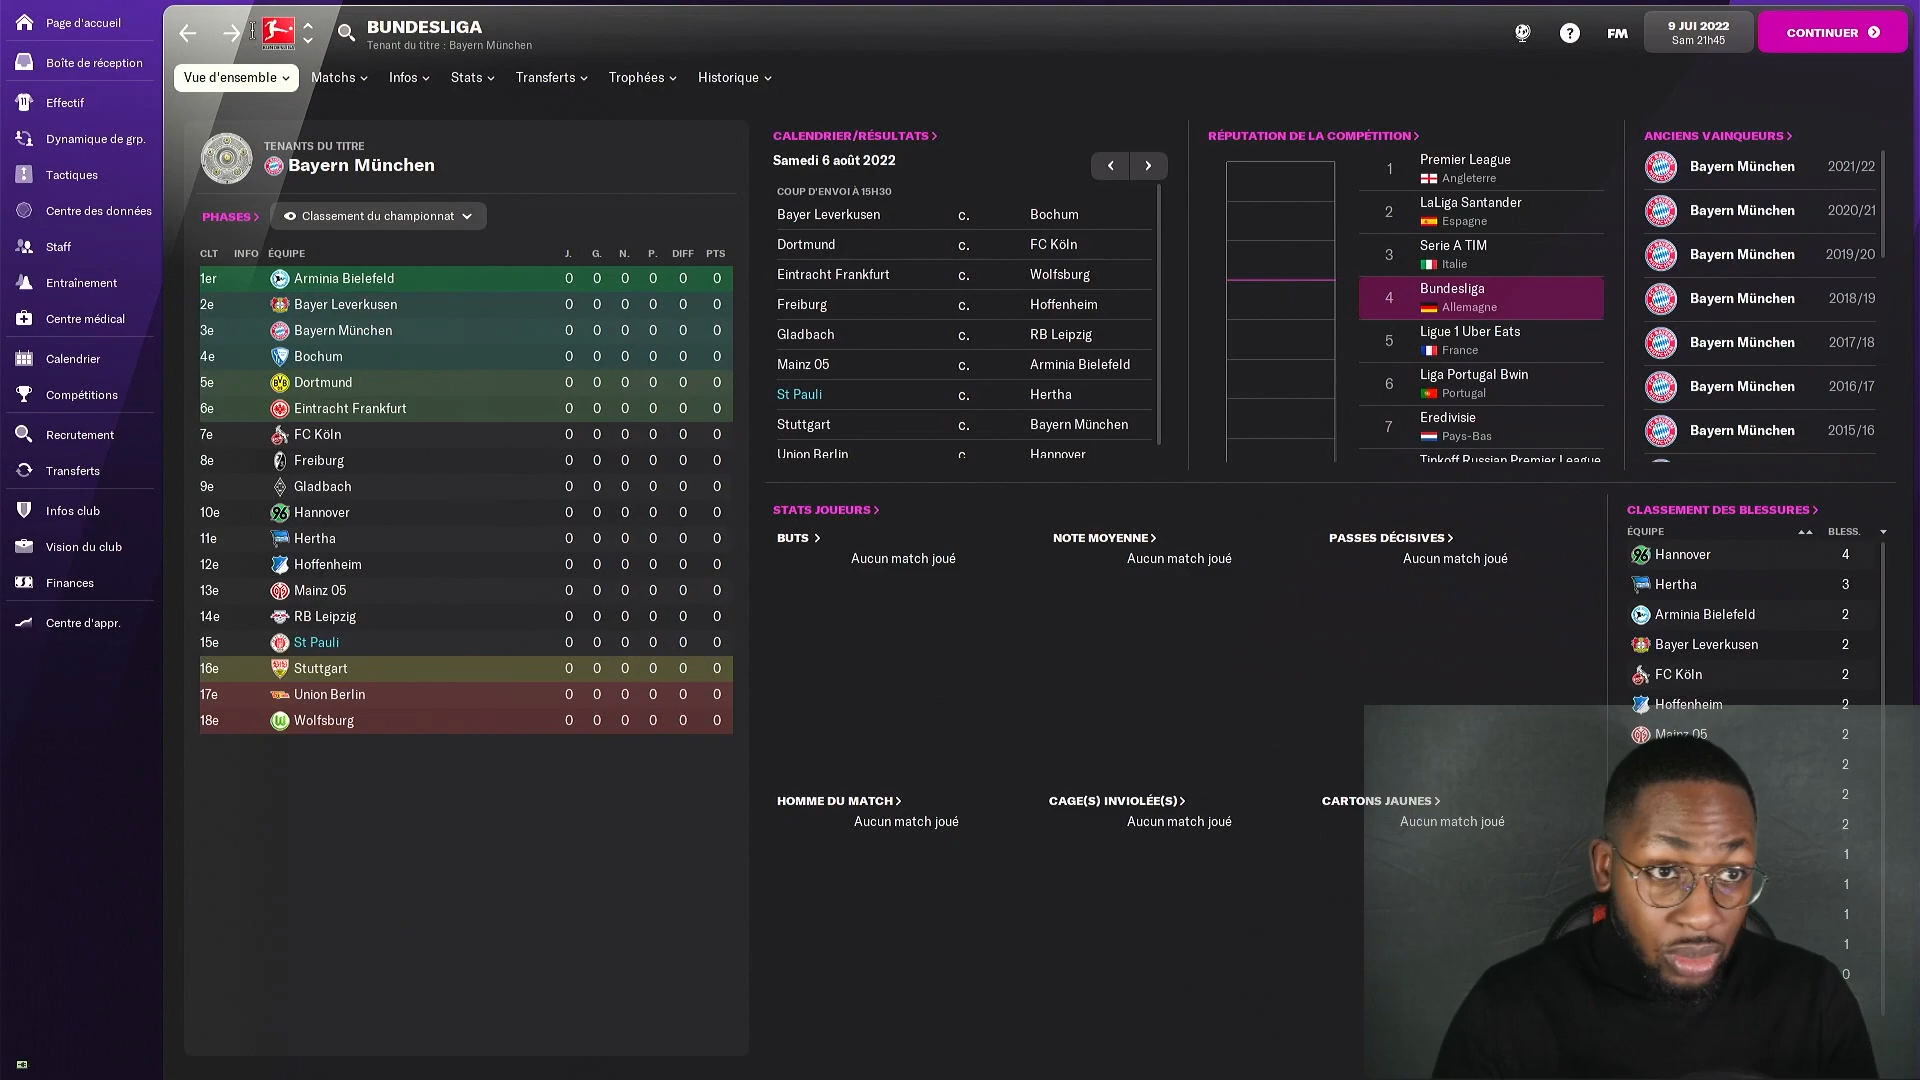 Page d'accueil
Boîte de réception
Effectif
Dynamique de grp.
Tactiques
Centre des données
Staff
Entraînement
Centre médical
Calendrier
Compétitions
Recrutement
Transferts
Infos club
Vision du club
Finances
Centre d'appr.
BUNDESLIGA
Tenant du titre : Bayern München
FM
9 JUI 2022
Sam 21h45
CONTINUER
Vue d'ensemble
Matchs
Infos
Stats
Transferts
Trophées
Historique
TENANTS DU TITRE
Bayern München
PHASES
Classement du championnat
CLT INFO ÉQUIPE J. G. N. P. DIFF PTS
1er Arminia Bielefeld 0 0 0 0 0 0
2e Bayer Leverkusen 0 0 0 0 0 0
3e Bayern München 0 0 0 0 0 0
4e Bochum 0 0 0 0 0 0
5e Dortmund 0 0 0 0 0 0
6e Eintracht Frankfurt 0 0 0 0 0 0
7e FC Köln 0 0 0 0 0 0
8e Freiburg 0 0 0 0 0 0
9e Gladbach 0 0 0 0 0 0
10e Hannover 0 0 0 0 0 0
11e Hertha 0 0 0 0 0 0
12e Hoffenheim 0 0 0 0 0 0
13e Mainz 05 0 0 0 0 0 0
14e RB Leipzig 0 0 0 0 0 0
15e St Pauli 0 0 0 0 0 0
16e Stuttgart 0 0 0 0 0 0
17e Union Berlin 0 0 0 0 0 0
18e Wolfsburg 0 0 0 0 0 0
CALENDRIER/RÉSULTATS
Samedi 6 août 2022
COUP D'ENVOI À 15H30
Bayer Leverkusen c. Bochum
Dortmund c. FC Köln
Eintracht Frankfurt c. Wolfsburg
Freiburg c. Hoffenheim
Gladbach c. RB Leipzig
Mainz 05 c. Arminia Bielefeld
St Pauli c. Hertha
Stuttgart c. Bayern München
Union Berlin c. Hannover
RÉPUTATION DE LA COMPÉTITION
1 Premier League
Angleterre
2 LaLiga Santander
Espagne
3 Serie A TIM
Italie
4 Bundesliga
Allemagne
5 Ligue 1 Uber Eats
France
6 Liga Portugal Bwin
Portugal
7 Eredivisie
Pays-Bas
Tinkoff Russian Premier League
ANCIENS VAINQUEURS
Bayern München 2021/22
Bayern München 2020/21
Bayern München 2019/20
Bayern München 2018/19
Bayern München 2017/18
Bayern München 2016/17
Bayern München 2015/16
STATS JOUEURS
BUTS
Aucun match joué
NOTE MOYENNE
Aucun match joué
PASSES DÉCISIVES
Aucun match joué
HOMME DU MATCH
Aucun match joué
CAGE(S) INVIOLÉE(S)
Aucun match joué
CARTONS JAUNES
Aucun match joué
CLASSEMENT DES BLESSURES
ÉQUIPE BLESS.
Hannover 4
Hertha 3
Arminia Bielefeld 2
Bayer Leverkusen 2
FC Köln 2
Hoffenheim 2
Mainz 05 2
2
2
2
1
1
1
1
0